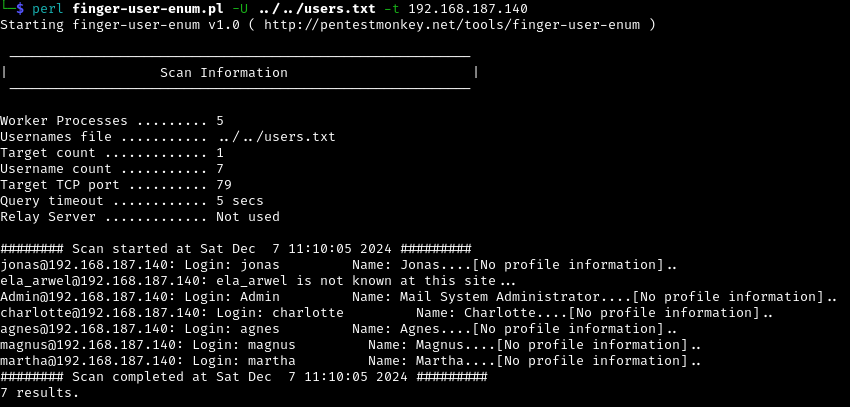 └─$ perl finger-user-enum.pl -U ../../users.txt -t 192.168.187.140
Starting finger-user-enum v1.0 ( http://pentestmonkey.net/tools/finger-user-enum )
 ----------------------------------------------------------
|                   Scan Information                       |
 ----------------------------------------------------------
Worker Processes ......... 5
Usernames file ........... ../../users.txt
Target count ............. 1
Username count ........... 7
Target TCP port .......... 79
Query timeout ............ 5 secs
Relay Server ............. Not used
######## Scan started at Sat Dec  7 11:10:05 2024 #########
jonas@192.168.187.140: Login: jonas         Name: Jonas....[No profile information]..
ela_arwel@192.168.187.140: ela_arwel is not known at this site...
Admin@192.168.187.140: Login: Admin         Name: Mail System Administrator....[No profile information]..
charlotte@192.168.187.140: Login: charlotte         Name: Charlotte....[No profile information]..
agnes@192.168.187.140: Login: agnes         Name: Agnes....[No profile information]..
magnus@192.168.187.140: Login: magnus         Name: Magnus....[No profile information]..
martha@192.168.187.140: Login: martha         Name: Martha....[No profile information]..
######## Scan completed at Sat Dec  7 11:10:05 2024 #########
7 results.